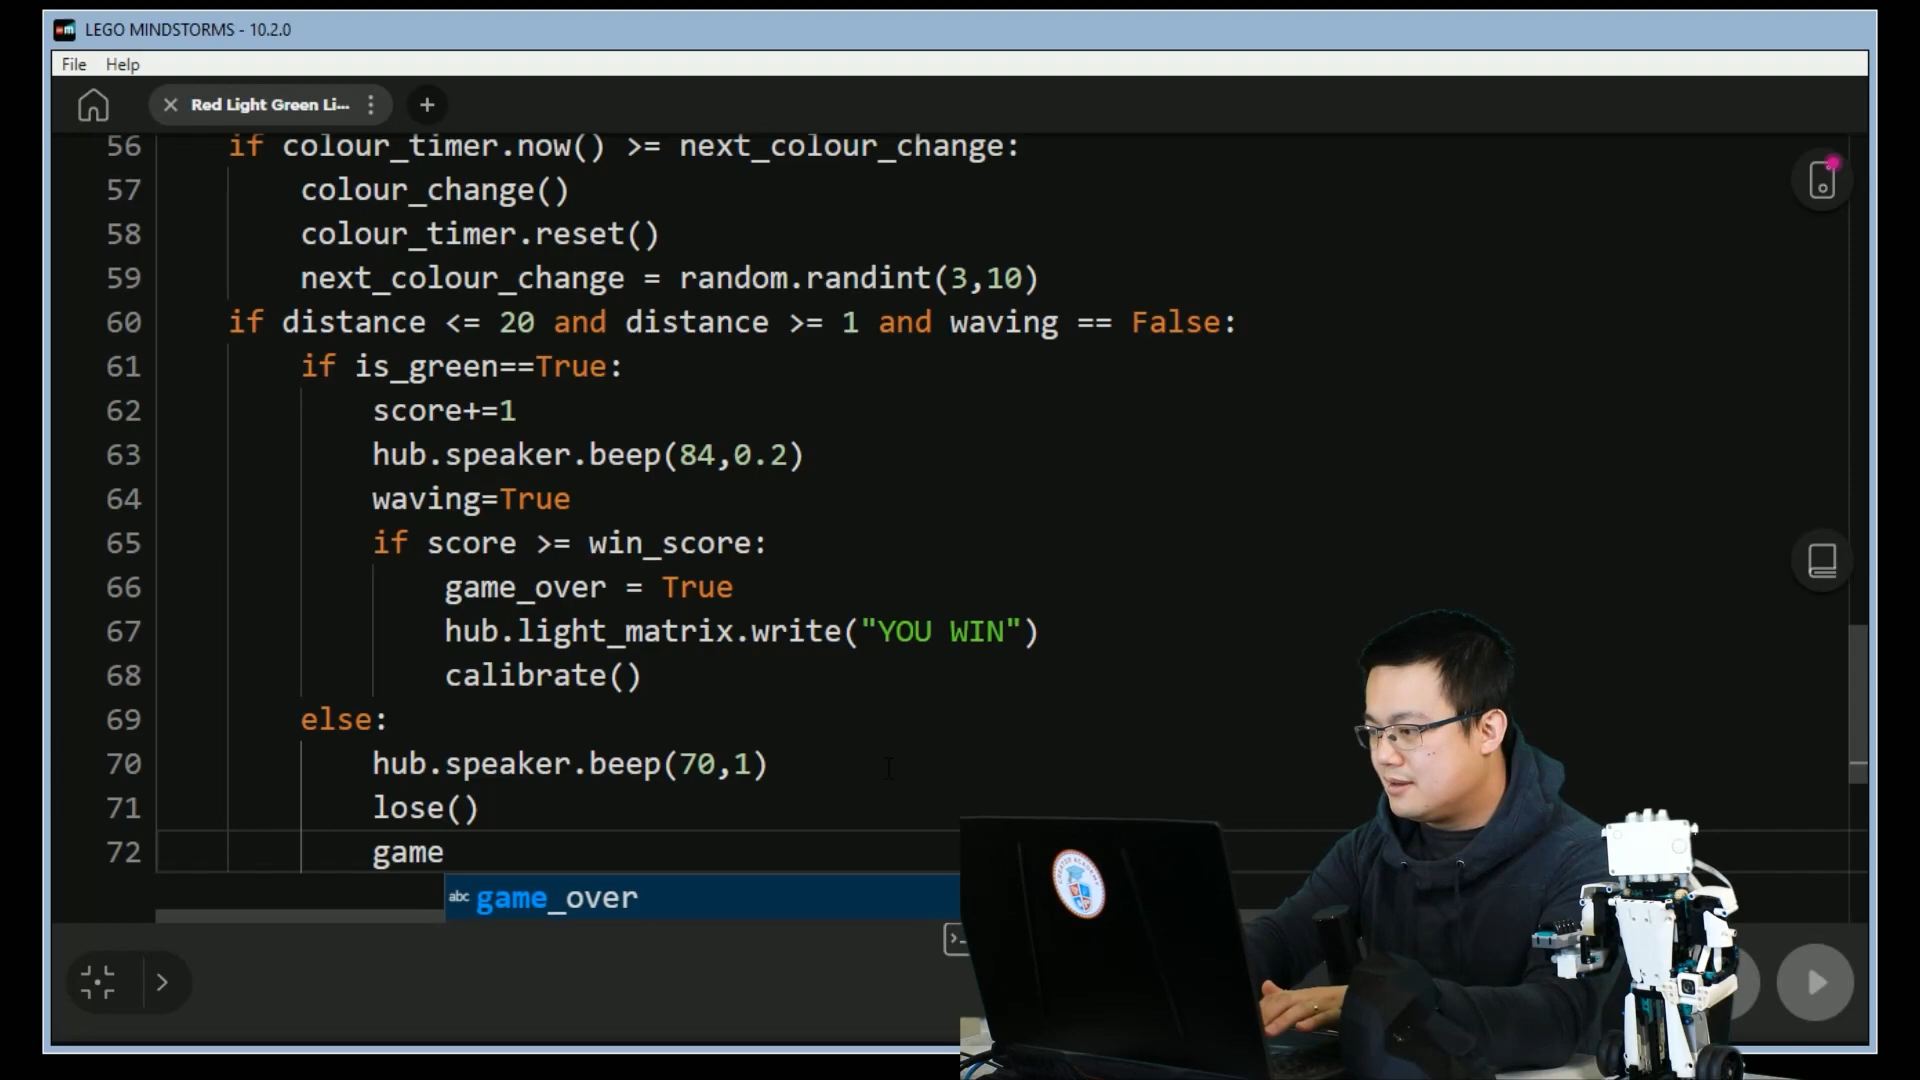 LEGO MINDSTORMS - 10.2.0
File Help
Red Light Green Li...
56 if colour_timer.now() >= next_colour_change:
57 colour_change()
58 colour_timer.reset()
59 next_colour_change = random.randint(3,10)
60 if distance <= 20 and distance >= 1 and waving == False:
61 if is_green==True:
62 score+=1
63 hub.speaker.beep(84,0.2)
64 waving=True
65 if score >= win_score:
66 game_over = True
67 hub.light_matrix.write("YOU WIN")
68 calibrate()
69 else:
70 hub.speaker.beep(70,1)
71 lose()
72 game
abc game_over